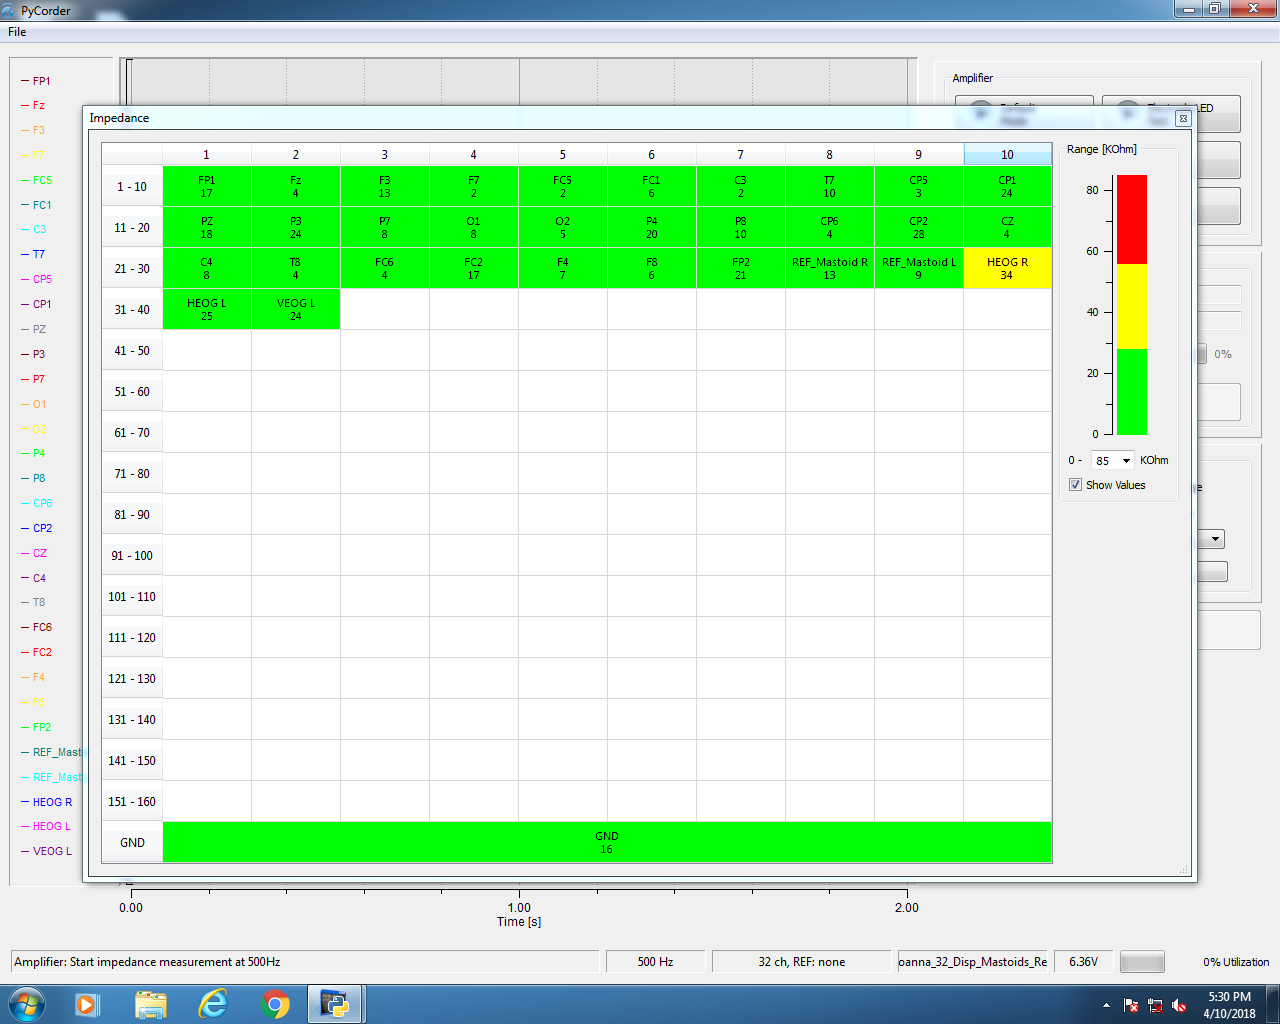 PyCorder
File
FP1
Fz
F3
F7
FC5
FC1
C3
T7
CP5
CP1
PZ
P3
P7
O1
O2
P4
P8
CP6
CP2
CZ
C4
T8
FC6
FC2
F4
F8
FP2
REF_Mast
REF_Mast
HEOG R
HEOG L
VEOG L
Amplifier
Default
Mode
Electrode LED
Test
Impedance
1 2 3 4 5 6 7 8 9 10
1 - 10 FP1 Fz F3 F7 FC5 FC1 C3 T7 CP5 CP1
17 4 13 2 2 6 2 10 3 24
11 - 20 PZ P3 P7 O1 O2 P4 P8 CP6 CP2 CZ
18 24 8 8 5 20 10 4 28 4
21 - 30 C4 T8 FC6 FC2 F4 F8 FP2 REF_Mastoid R REF_Mastoid L HEOG R
8 4 4 17 7 6 21 13 9 34
31 - 40 HEOG L VEOG L
25 24
41 - 50
51 - 60
61 - 70
71 - 80
81 - 90
91 - 100
101 - 110
111 - 120
121 - 130
131 - 140
141 - 150
151 - 160
GND GND
16
Range [KOhm]
80
60
40
20
0
0 - 85 KOhm
Show Values
0%
0.00 1.00 2.00
Time [s]
Amplifier: Start impedance measurement at 500Hz
500 Hz
32 ch, REF: none
oanna_32_Disp_Mastoids_Re
6.36V
0% Utilization
5:30 PM
4/10/2018